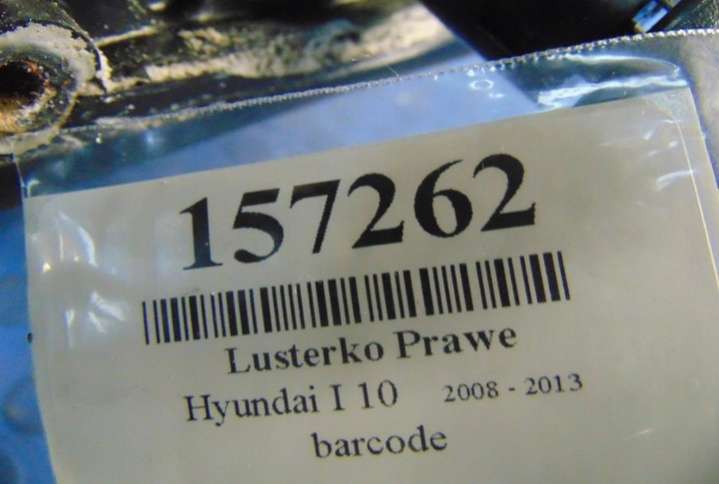 157262
Lusterko Prawe
Hyundai I 10 2008 - 2013
barcode